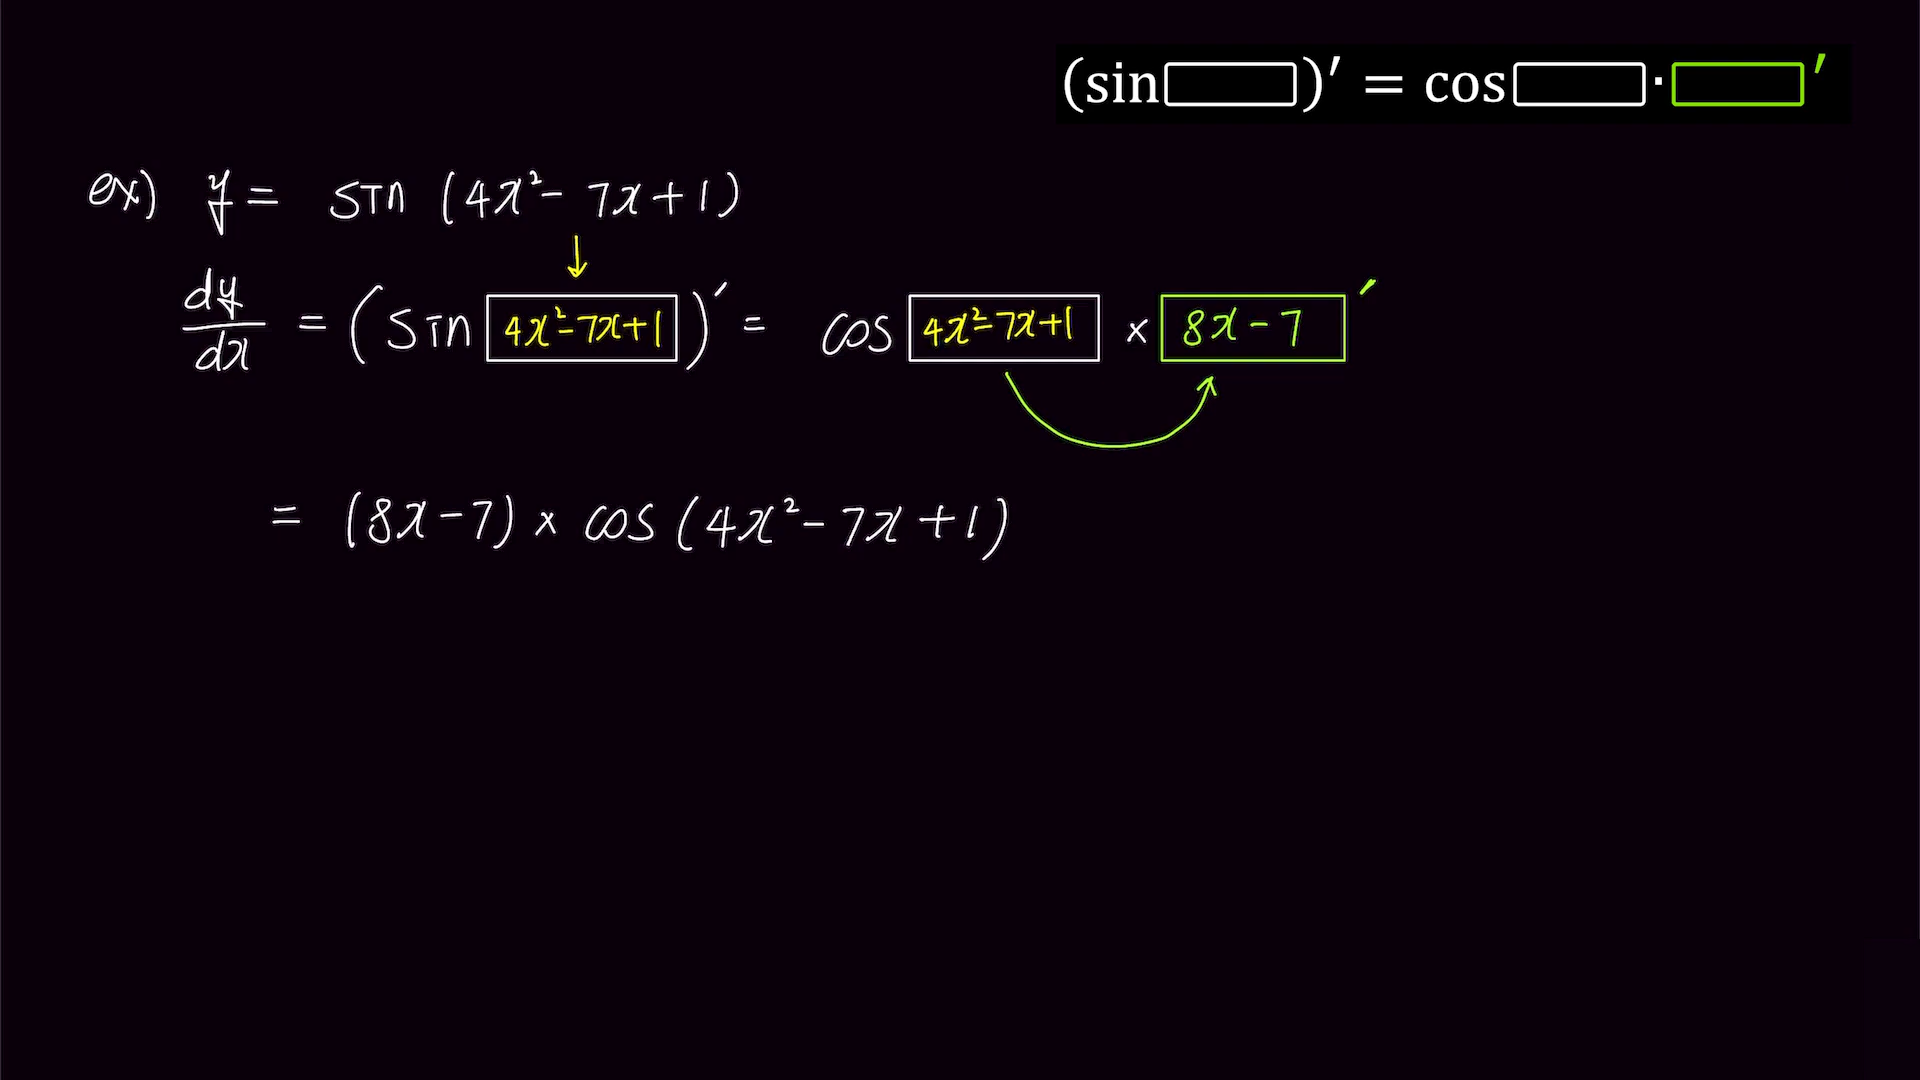 (sin▭)′ = cos▭·▭′
ex) y = sin (4x²- 7x+1)
dy/dx = (sin 4x²-7x+1)′ = cos 4x²-7x+1 × 8x-7 ′
= (8x-7) × cos (4x²- 7x+1)